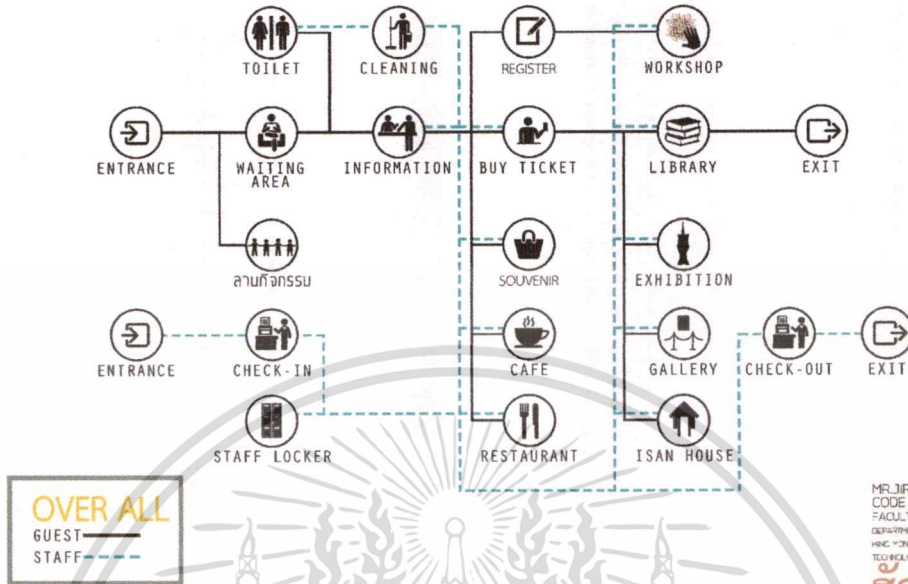 TOILET
CLEANING
REGISTER
WORKSHOP
ENTRANCE
WAITING
AREA
INFORMATION
BUY TICKET
LIBRARY
EXIT
ลานกิจกรรม
SOUVENIR
EXHIBITION
ENTRANCE
CHECK-IN
CAFE
GALLERY
CHECK-OUT
EXIT
STAFF LOCKER
RESTAURANT
ISAN HOUSE
OVER ALL
GUEST
STAFF
CODE